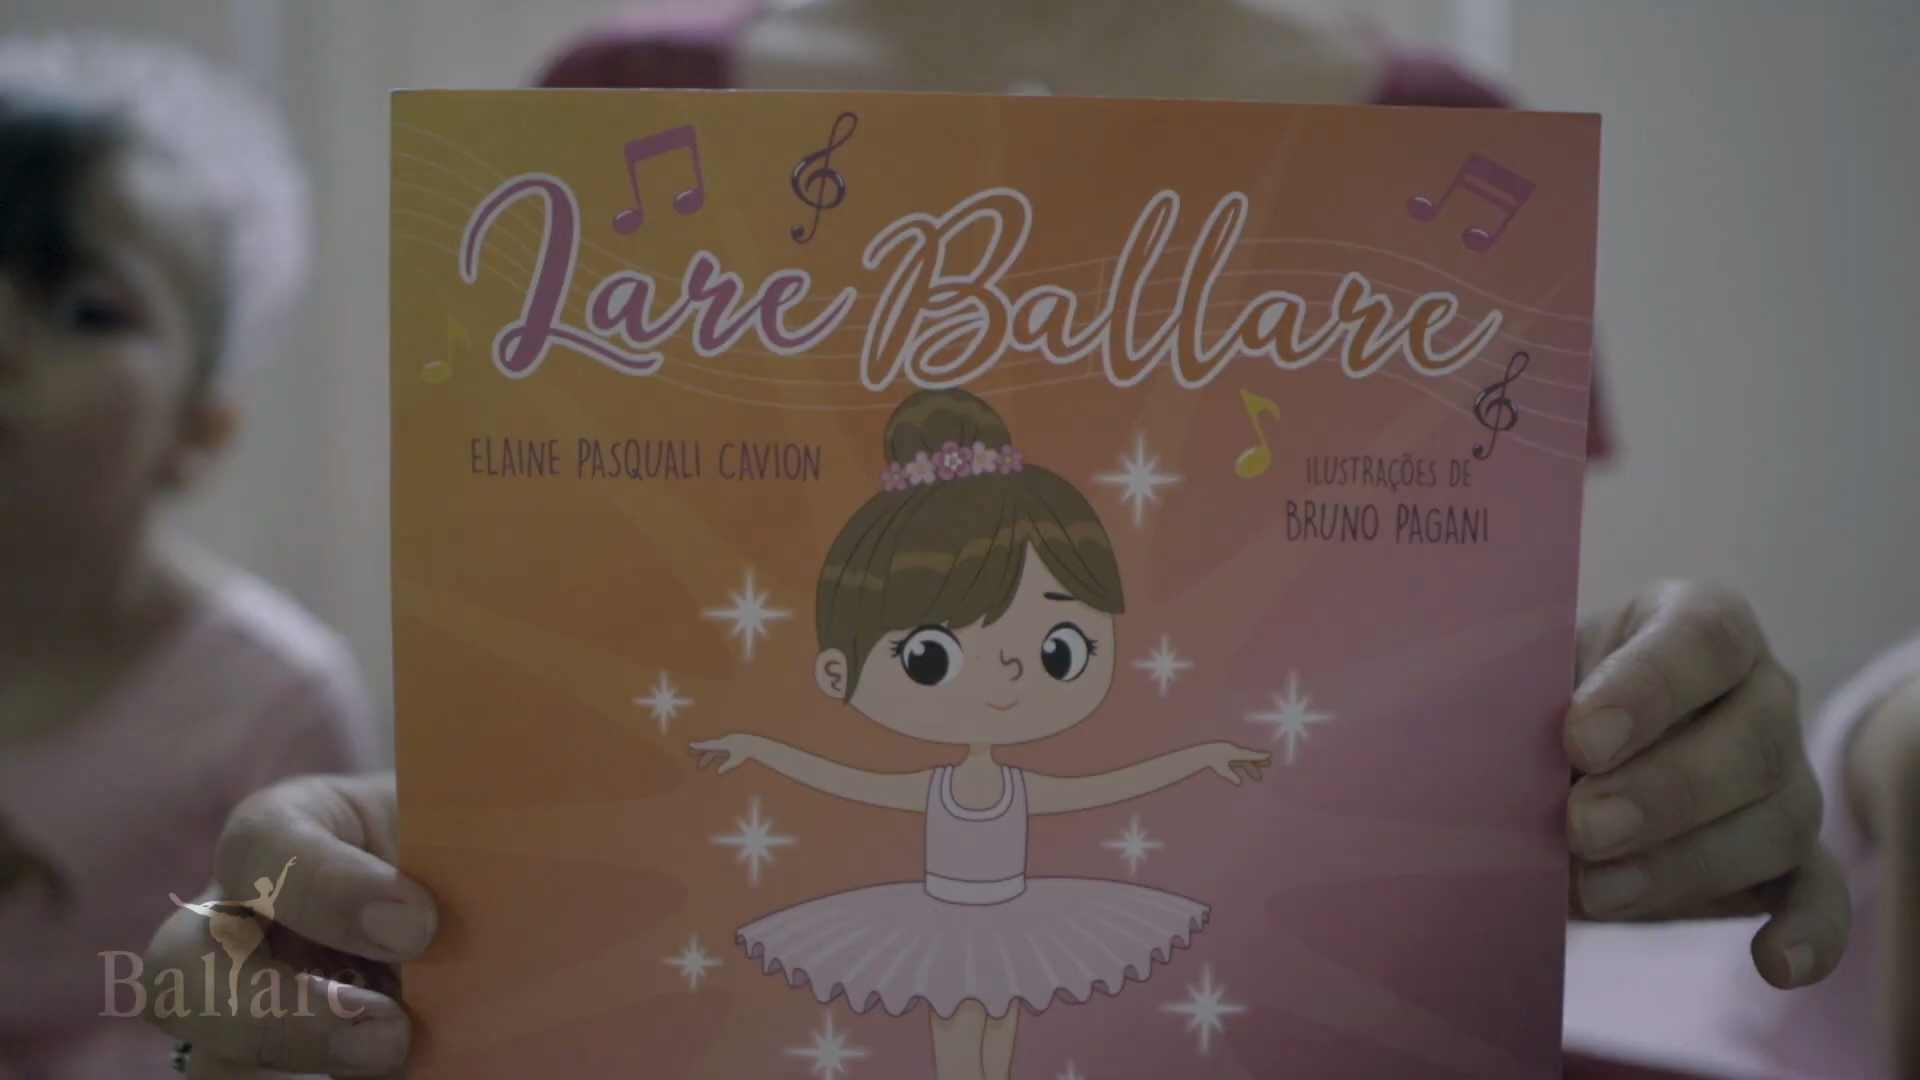 Lare Ballare
ELAINE PASQUALI CAVION
ILUSTRAÇÕES DE
BRUNO PAGANI
Ballare